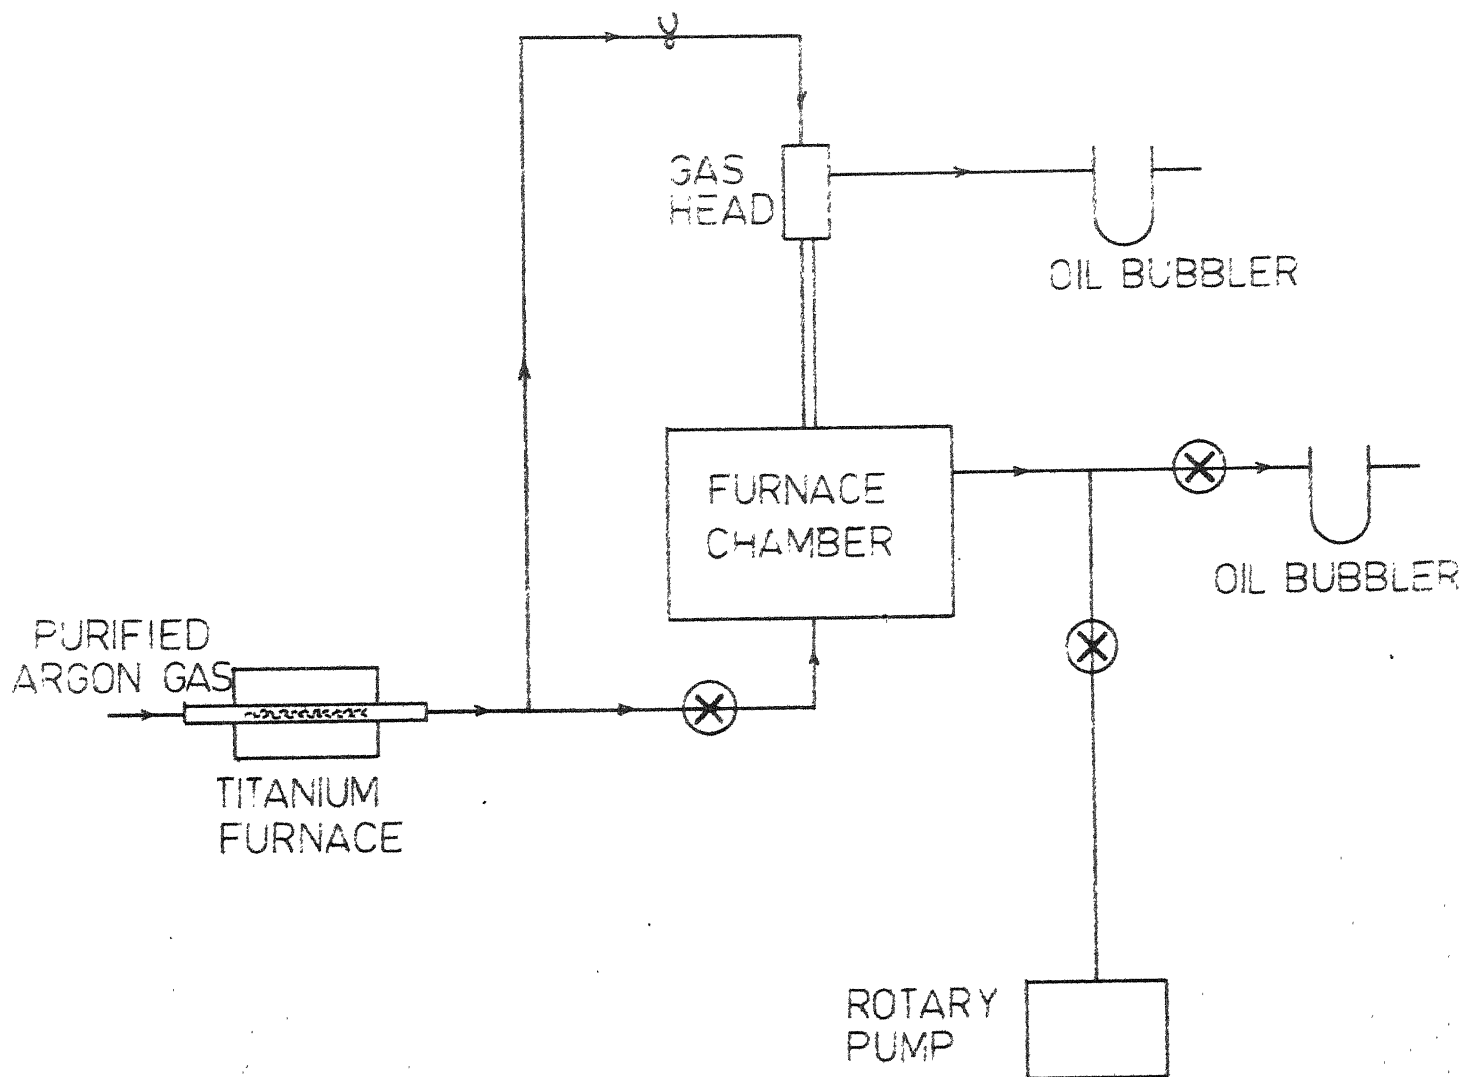 GAS
HEAD
OIL BUBBLER
FURNACE
CHAMBER
OIL BUBBLER
PURIFIED
ARGON GAS
TITANIUM
FURNACE
ROTARY
PUMP